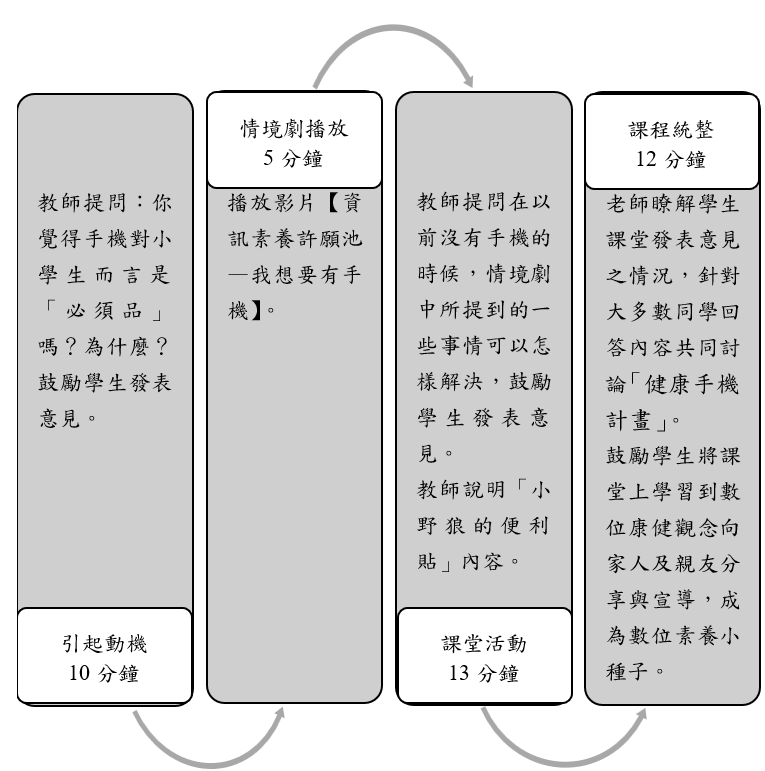 教師提問：你
覺得手機對小
學生而言是
「必須品」
嗎？為什麼？
鼓勵學生發表
意見。
引起動機
10 分鐘
情境劇播放
5 分鐘
播放影片【資
訊素養許願池
—我想要有手
機】。
教師提問在以
前沒有手機的
時候，情境劇
中所提到的一
些事情可以怎
樣解決，鼓勵
學生發表意
見。
教師說明「小
野狼的便利
貼」內容。
課堂活動
13 分鐘
課程統整
12 分鐘
老師瞭解學生
課堂發表意見
之情況，針對
大多數同學回
答內容共同討
論「健康手機
計畫」。
鼓勵學生將課
堂上學習到數
位康健觀念向
家人及親友分
享與宣導，成
為數位素養小
種子。